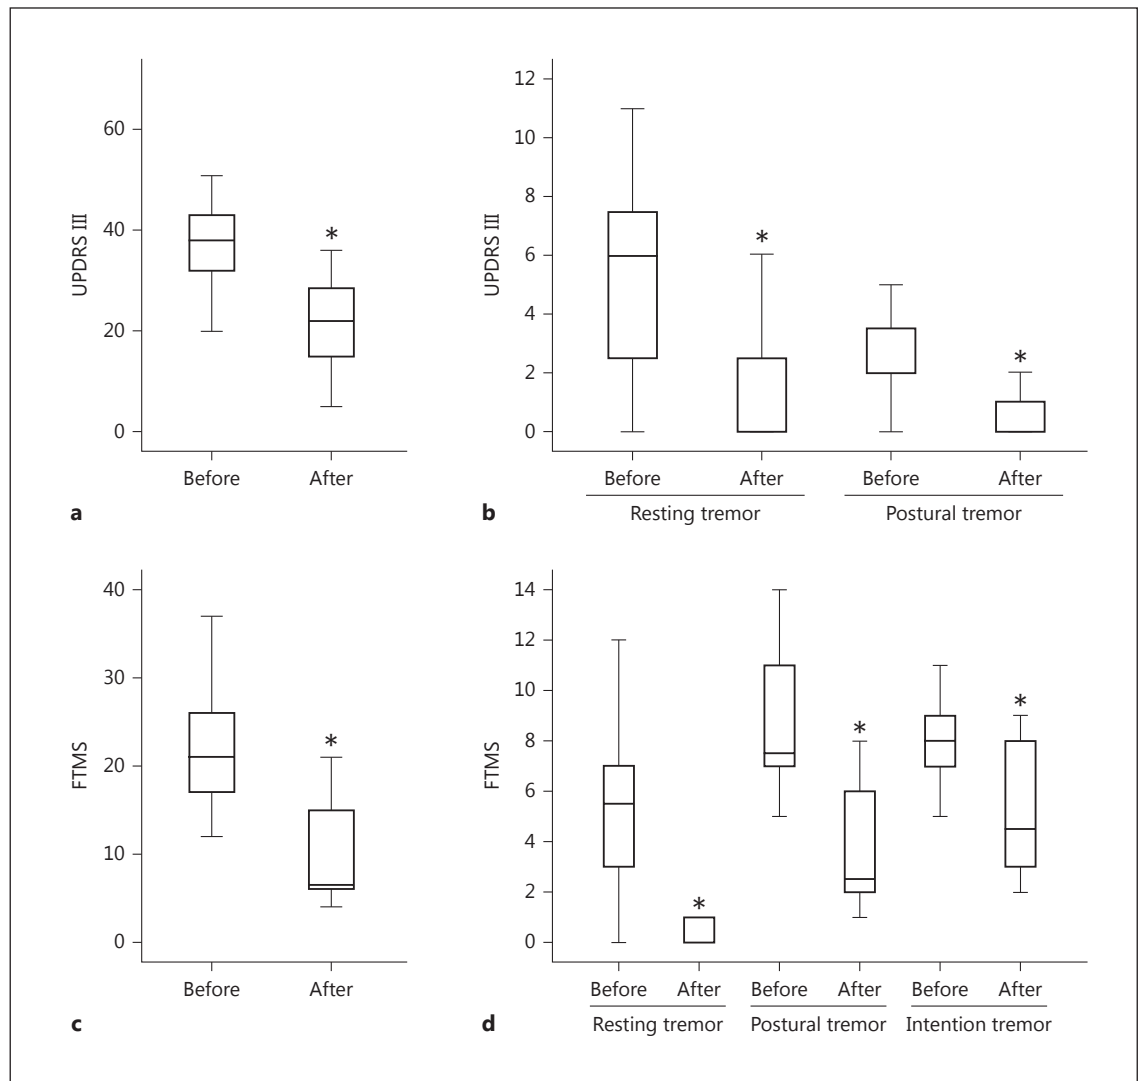 60
40
20
0
UPDRS III
*
Before
After
a
12
10
8
6
4
2
0
UPDRS III
*
*
Before
After
Before
After
Resting tremor
Postural tremor
b
40
30
20
10
0
FTMS
*
Before
After
c
14
12
10
8
6
4
2
0
FTMS
*
*
*
Before
After
Before
After
Before
After
Resting tremor
Postural tremor
Intention tremor
d